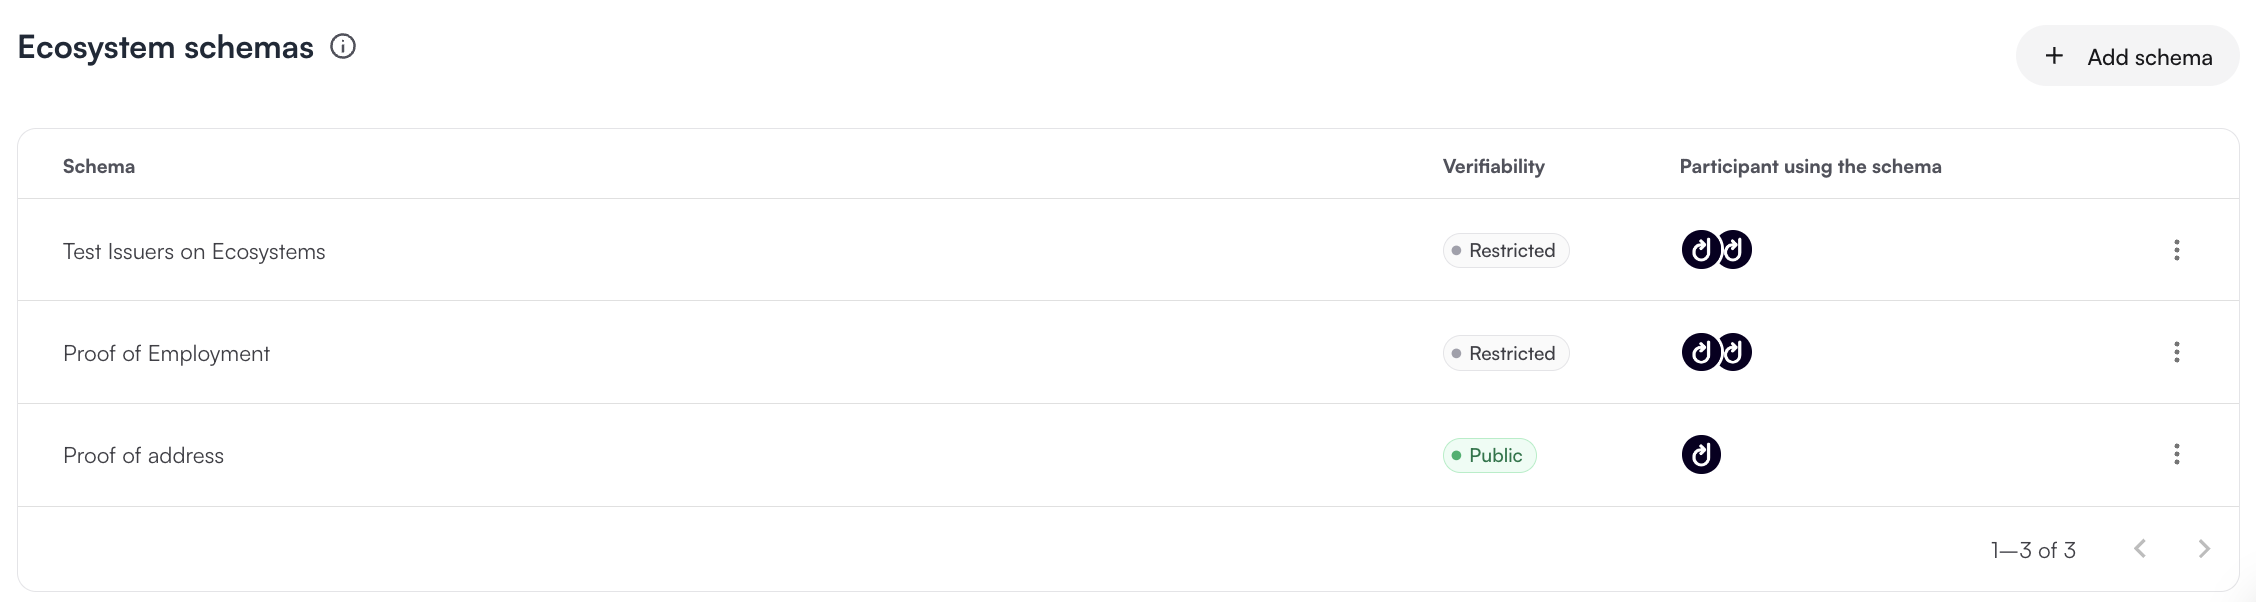 Ecosystem schemas
+ Add schema
Schema Verifiability Participant using the schema
Test Issuers on Ecosystems Restricted
Proof of Employment Restricted
Proof of address Public
1–3 of 3